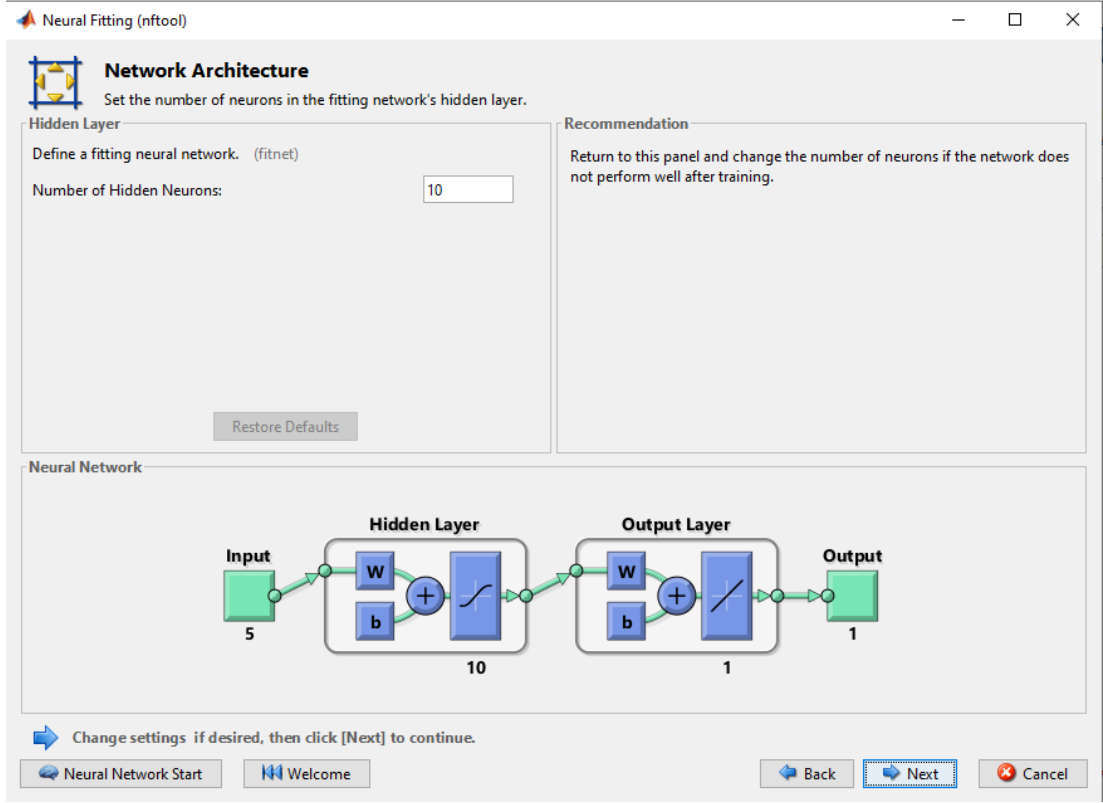 Neural Fitting (nftool)
Network Architecture
Set the number of neurons in the fitting network's hidden layer.
Hidden Layer
Define a fitting neural network. (fitnet)
Number of Hidden Neurons: 10
Restore Defaults
Recommendation
Return to this panel and change the number of neurons if the network does
not perform well after training.
Neural Network
Hidden Layer
Output Layer
Input
W
b
+
W
b
+
Output
5
10
1
1
Change settings if desired, then click [Next] to continue.
Neural Network Start
Welcome
Back
Next
Cancel